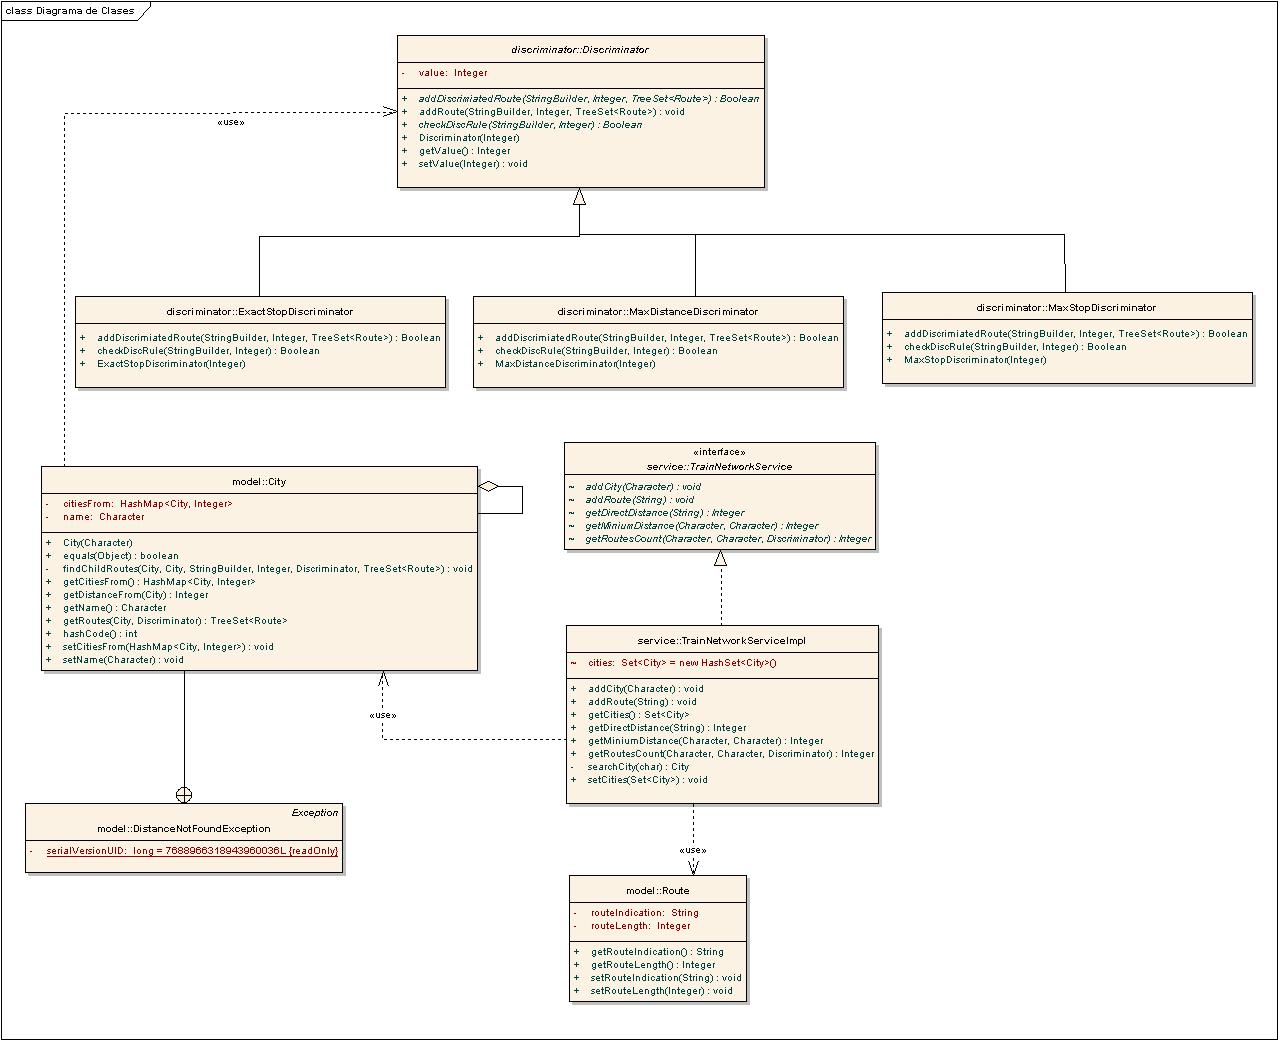 class Diagrama de Clases
discriminator::Discriminator
- value: Integer
+ addDiscrimiatedRoute(StringBuilder, Integer, TreeSet<Route>) : Boolean
+ addRoute(StringBuilder, Integer, TreeSet<Route>) : void
+ checkDiscRule(StringBuilder, Integer) : Boolean
+ Discriminator(Integer)
+ getValue() : Integer
+ setValue(Integer) : void
«use»
discriminator::ExactStopDiscriminator
+ addDiscrimiatedRoute(StringBuilder, Integer, TreeSet<Route>) : Boolean
+ checkDiscRule(StringBuilder, Integer) : Boolean
+ ExactStopDiscriminator(Integer)
discriminator::MaxDistanceDiscriminator
+ addDiscrimiatedRoute(StringBuilder, Integer, TreeSet<Route>) : Boolean
+ checkDiscRule(StringBuilder, Integer) : Boolean
+ MaxDistanceDiscriminator(Integer)
discriminator::MaxStopDiscriminator
+ addDiscrimiatedRoute(StringBuilder, Integer, TreeSet<Route>) : Boolean
+ checkDiscRule(StringBuilder, Integer) : Boolean
+ MaxStopDiscriminator(Integer)
model::City
- citiesFrom: HashMap<City, Integer>
- name: Character
+ City(Character)
+ equals(Object) : boolean
- findChildRoutes(City, City, StringBuilder, Integer, Discriminator, TreeSet<Route>) : void
+ getCitiesFrom() : HashMap<City, Integer>
+ getDistanceFrom(City) : Integer
+ getName() : Character
+ getRoutes(City, Discriminator) : TreeSet<Route>
+ hashCode() : int
+ setCitiesFrom(HashMap<City, Integer>) : void
+ setName(Character) : void
«interface»
service::TrainNetworkService
~ addCity(Character) : void
~ addRoute(String) : void
~ getDirectDistance(String) : Integer
~ getMiniumDistance(Character, Character) : Integer
~ getRoutesCount(Character, Character, Discriminator) : Integer
service::TrainNetworkServiceImpl
~ cities: Set<City> = new HashSet<City>()
+ addCity(Character) : void
+ addRoute(String) : void
+ getCities() : Set<City>
+ getDirectDistance(String) : Integer
+ getMiniumDistance(Character, Character) : Integer
+ getRoutesCount(Character, Character, Discriminator) : Integer
- searchCity(char) : City
+ setCities(Set<City>) : void
«use»
Exception
model::DistanceNotFoundException
- serialVersionUID: long = 7688966318943960036L {readOnly}
«use»
model::Route
- routeIndication: String
- routeLength: Integer
+ getRouteIndication() : String
+ getRouteLength() : Integer
+ setRouteIndication(String) : void
+ setRouteLength(Integer) : void